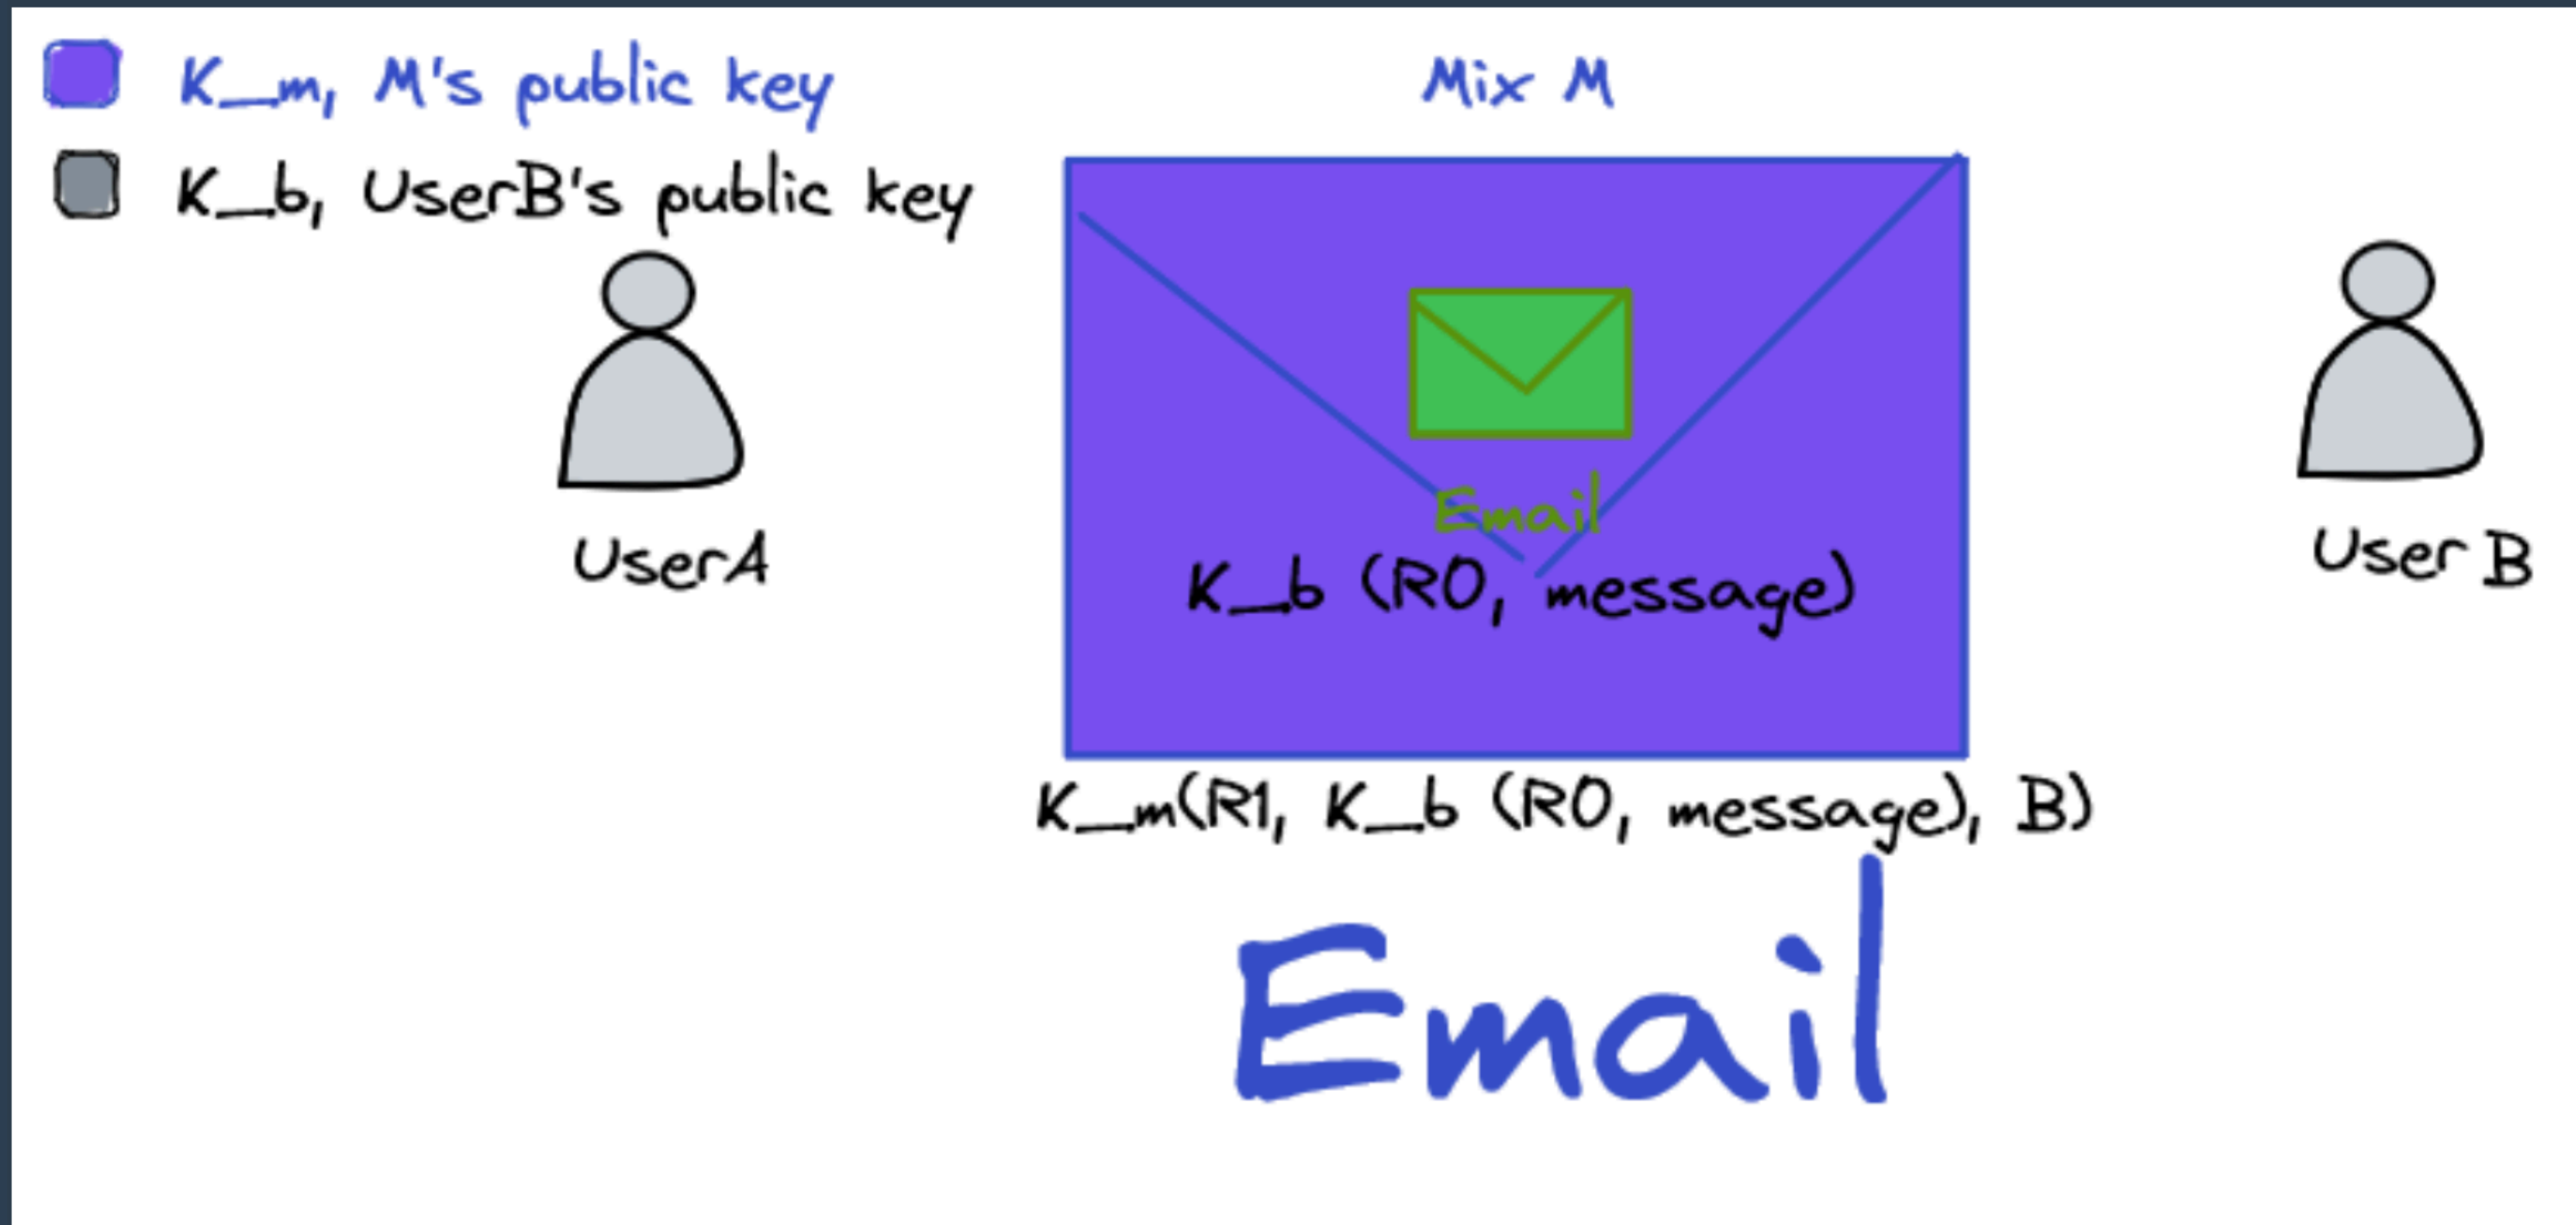 K_m, M's public key
Mix M
K_b, UserB's public key
Email
K_b (R0, message)
UserA
User B
K_m(R1, K_b (R0, message), B)
Email